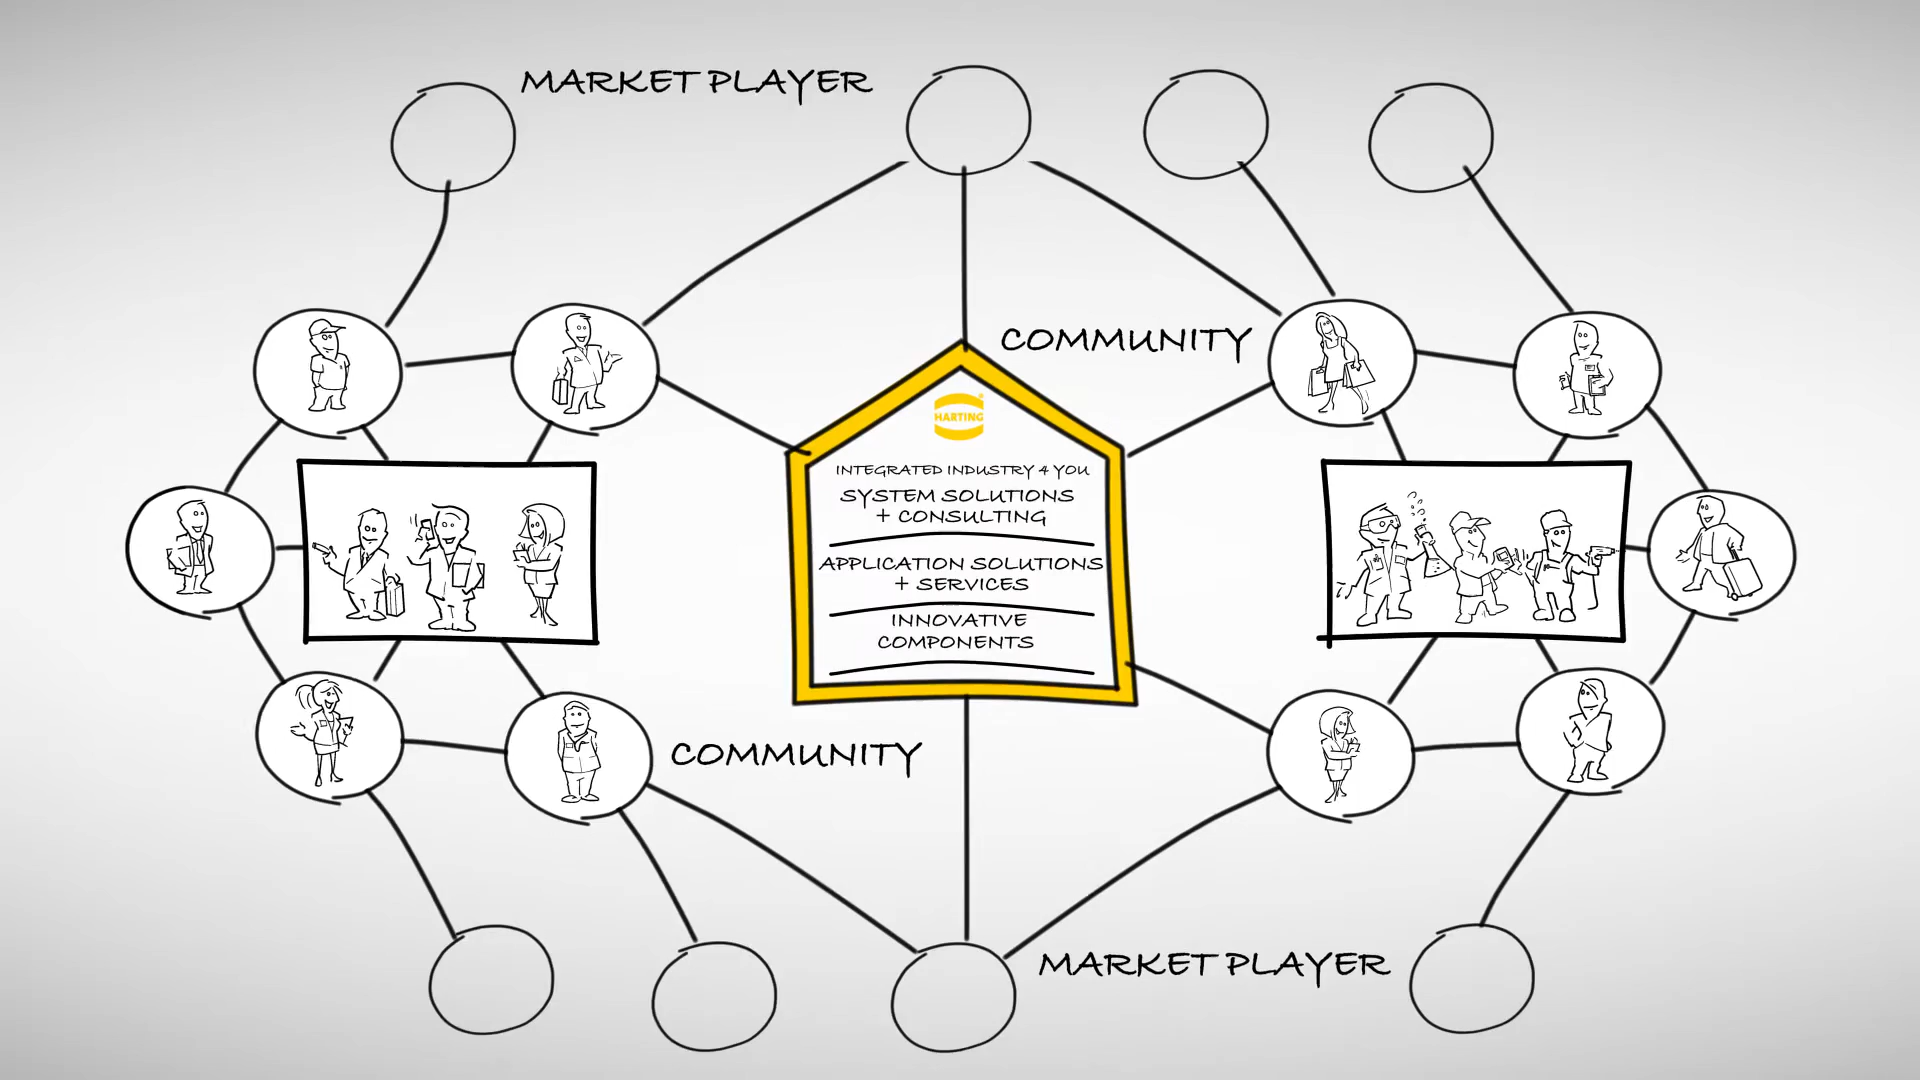 MARKET PLAYER
COMMUNITY
HARTING
INTEGRATED INDUSTRY 4 YOU
SYSTEM SOLUTIONS
+ CONSULTING
APPLICATION SOLUTIONS
+ SERVICES
INNOVATIVE
COMPONENTS
COMMUNITY
MARKET PLAYER